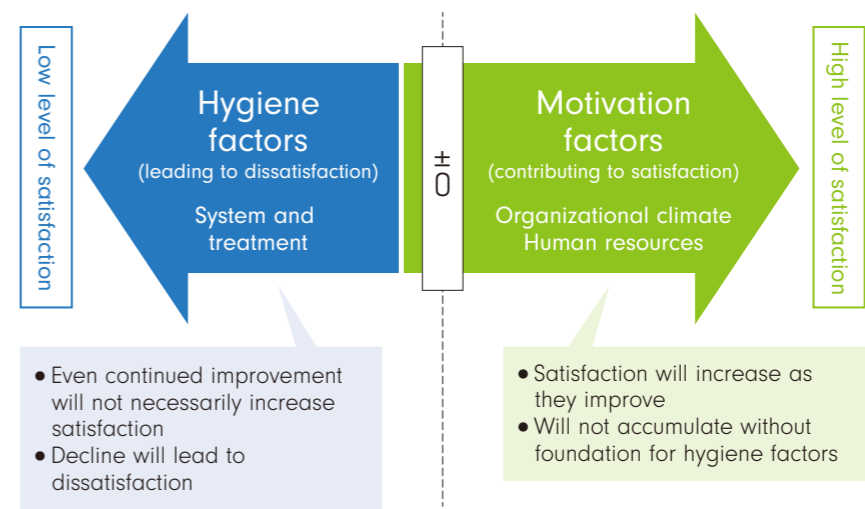 Low level of satisfaction
Hygiene
factors
(leading to dissatisfaction)
System and
treatment
±0
Motivation
factors
(contributing to satisfaction)
Organizational climate
Human resources
High level of satisfaction
● Even continued improvement
will not necessarily increase
satisfaction
● Decline will lead to
dissatisfaction
● Satisfaction will increase as
they improve
● Will not accumulate without
foundation for hygiene factors